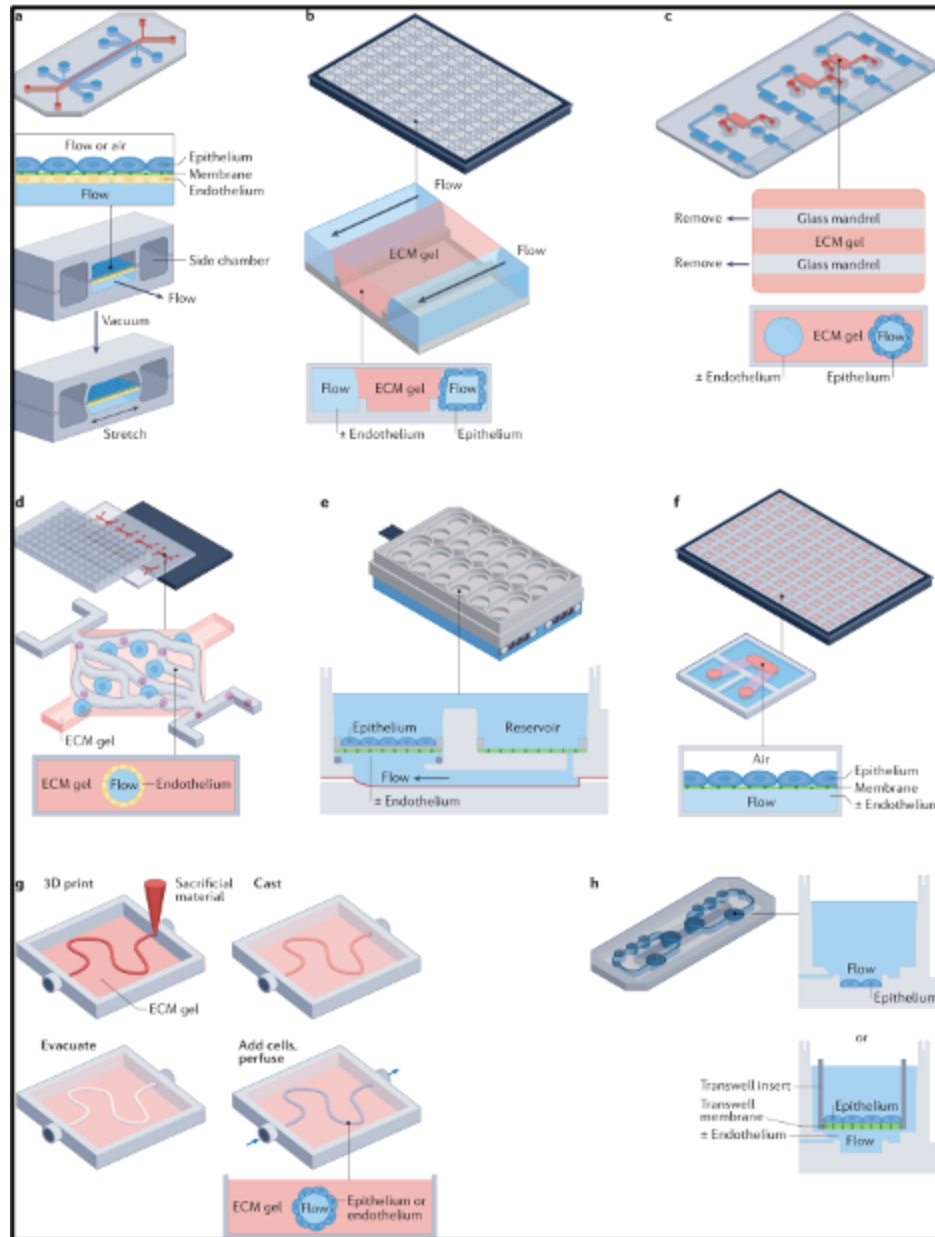 a
Flow or air
Epithelium
Membrane
Endothelium
Flow
Side chamber
Flow
Vacuum
Stretch
b
Flow
ECM gel
Flow
Flow
ECM gel
Flow
± Endothelium
Epithelium
c
Remove
Glass mandrel
ECM gel
Remove
Glass mandrel
ECM gel
Flow
± Endothelium
Epithelium
d
ECM gel
ECM gel
Flow
Endothelium
e
Epithelium
Reservoir
Flow
± Endothelium
f
Air
Epithelium
Membrane
Flow
± Endothelium
g
3D print
Sacrificial
material
Cast
ECM gel
Evacuate
Add cells,
perfuse
ECM gel
Flow
Epithelium or
endothelium
h
Flow
Epithelium
or
Transwell insert
Transwell
membrane
Epithelium
± Endothelium
Flow